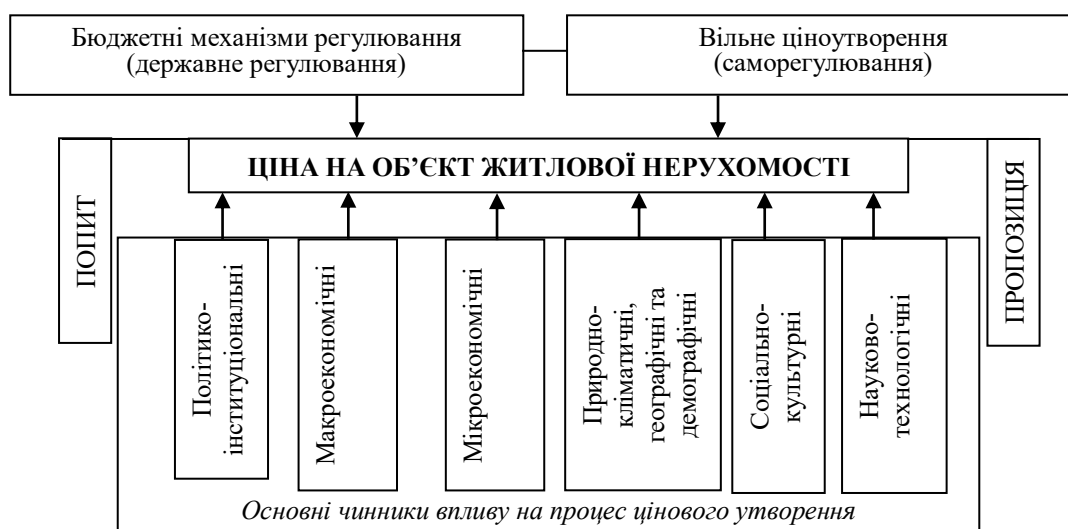 Бюджетні механізми регулювання
(державне регулювання)
Вільне ціноутворення
(саморегулювання)
ЦІНА НА ОБ’ЄКТ ЖИТЛОВОЇ НЕРУХОМОСТІ
ПОПИТ
ПРОПОЗИЦІЯ
Політико-
інституціональні
Макроекономічні
Мікроекономічні
Природно-
кліматичні,
географічні та
демографічні
Соціально-
культурні
Науково-
технологічні
Основні чинники впливу на процес цінового утворення